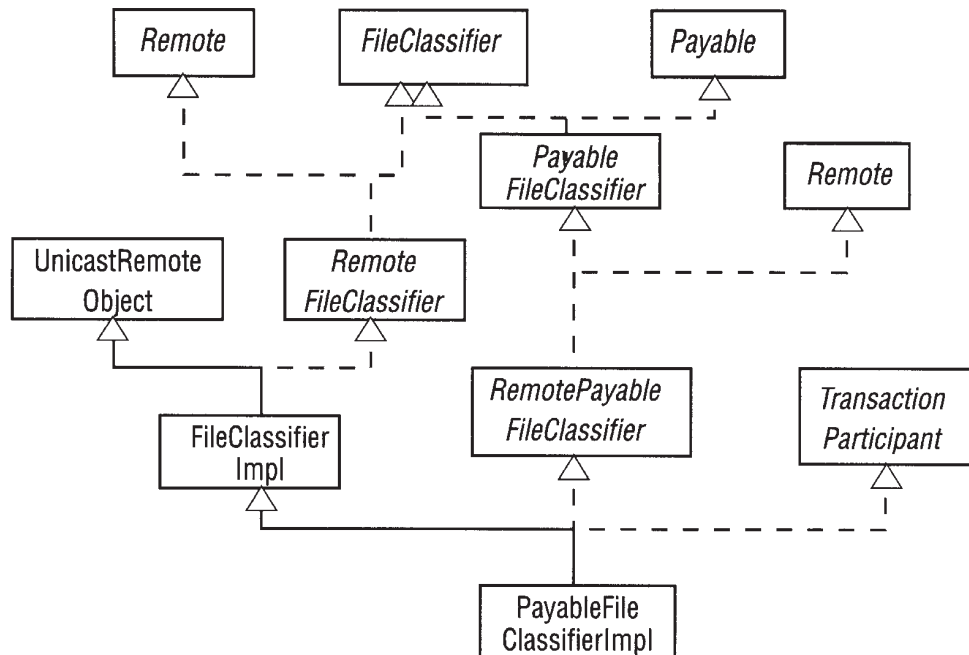 Remote
FileClassifier
Payable
Payable
FileClassifier
Remote
UnicastRemote
Object
Remote
FileClassifier
RemotePayable
FileClassifier
Transaction
Participant
FileClassifier
Impl
PayableFile
ClassifierImpl